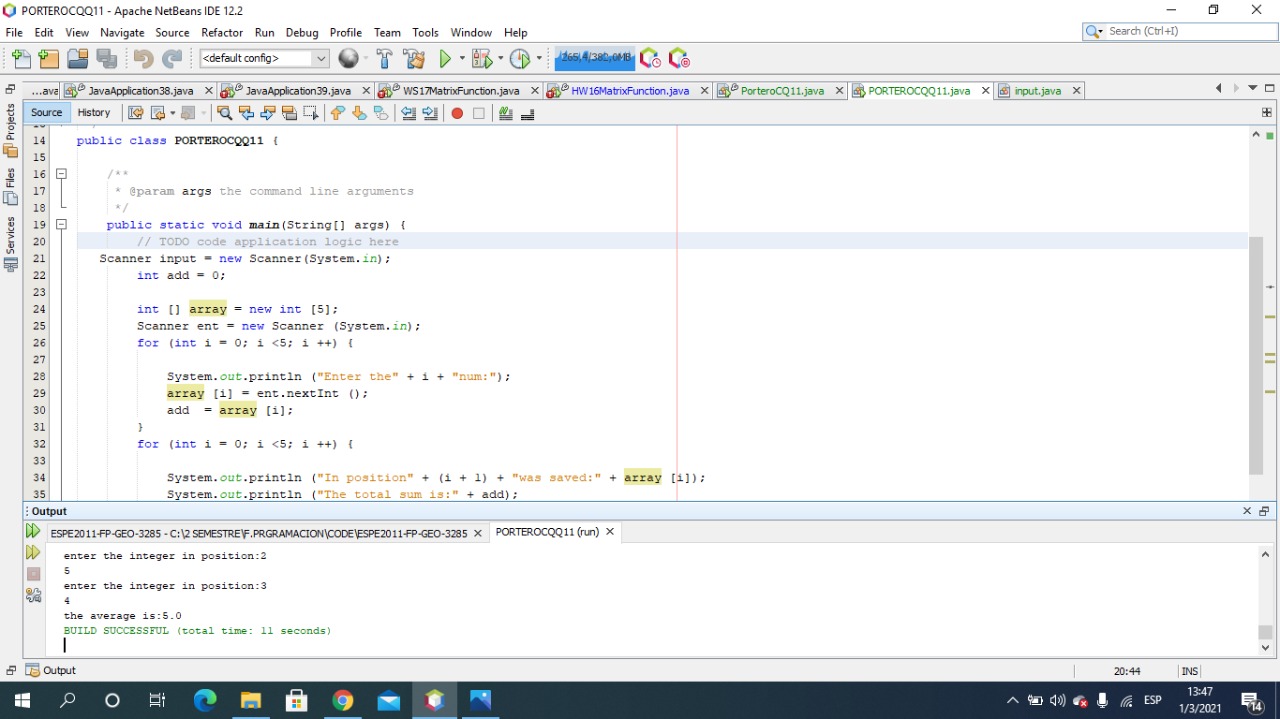 PORTEROCQQ11 - Apache NetBeans IDE 12.2
File Edit View Navigate Source Refactor Run Debug Profile Team Tools Window Help
Search (Ctrl+I)
<default config>
265,4/382,0MB
...ava JavaApplication38.java JavaApplication39.java WS17MatrixFunction.java HW16MatrixFunction.java PorteroCQ11.java PORTEROCQQ11.java input.java
Source History
Projects
Files
Services
14 public class PORTEROCQQ11 {
15
16 /**
17 * @param args the command line arguments
18 */
19 public static void main(String[] args) {
20 // TODO code application logic here
21 Scanner input = new Scanner(System.in);
22 int add = 0;
23
24 int [] array = new int [5];
25 Scanner ent = new Scanner (System.in);
26 for (int i = 0; i <5; i ++) {
27
28 System.out.println ("Enter the" + i + "num:");
29 array [i] = ent.nextInt ();
30 add  = array [i];
31 }
32 for (int i = 0; i <5; i ++) {
33
34 System.out.println ("In position" + (i + 1) + "was saved:" + array [i]);
35 System.out.println ("The total sum is:" + add);
Output
ESPE2011-FP-GEO-3285 - C:\2 SEMESTRE\F.PRGRAMACION\CODE\ESPE2011-FP-GEO-3285 PORTEROCQQ11 (run)
enter the integer in position:2
5
enter the integer in position:3
4
the average is:5.0
BUILD SUCCESSFUL (total time: 11 seconds)
Output
20:44 INS
ESP
13:47
1/3/2021
14